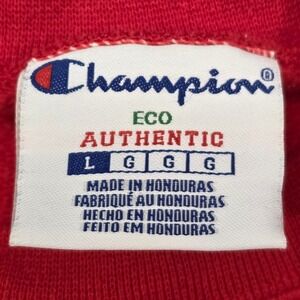 Champion®
ECO
AUTHENTIC
L G G G
MADE IN HONDURAS
FABRIQUÉ AU HONDURAS
HECHO EN HONDURAS
FEITO EM HONDURAS